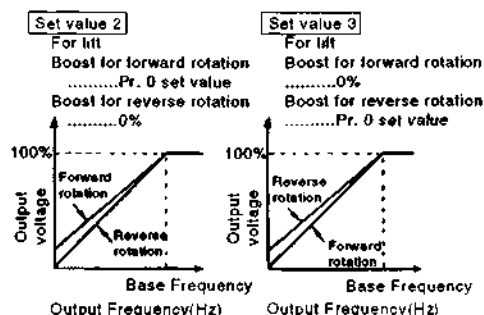 Set value 2
For lift
Boost for forward rotation
..........Pr. 0 set value
Boost for reverse rotation
..........0%
100%
Forward
rotation
Reverse
rotation
Output
voltage
Base Frequency
Output Frequency(Hz)
Set value 3
For lift
Boost for forward rotation
..........0%
Boost for reverse rotation
..........Pr. 0 set value
100%
Reverse
rotation
Forward
rotation
Output
voltage
Base Frequency
Output Frequency(Hz)